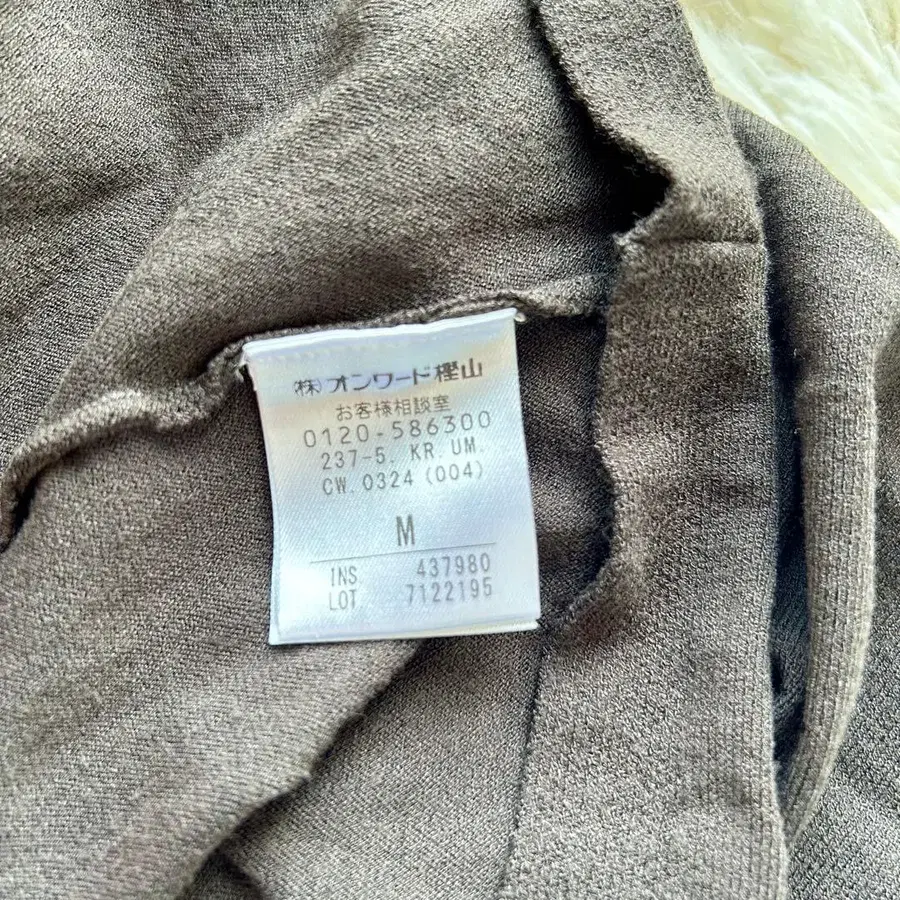 ㈱オンワード樫山
お客様相談室
0120-586300
237-5. KR. UM.
CW. 0324 (004)
M
INS 437980
LOT 7122195